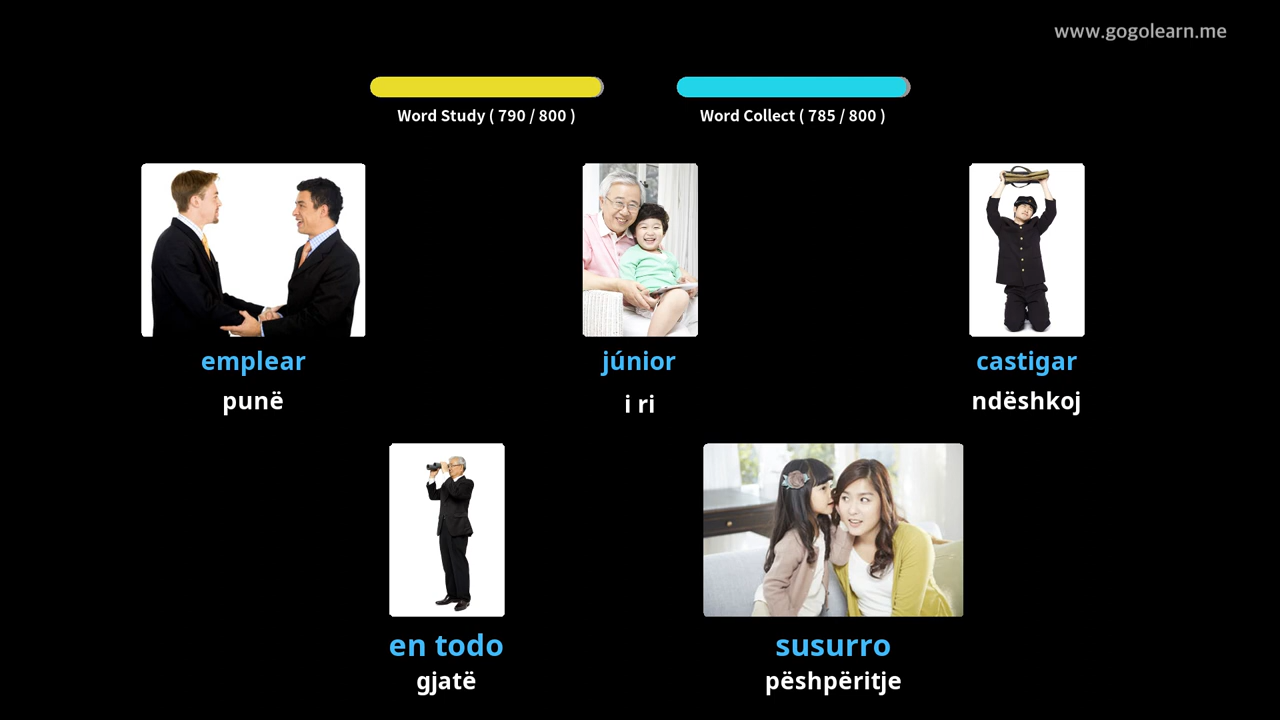 www.gogolearn.me
Word Study ( 790 / 800 )
Word Collect ( 785 / 800 )
emplear
punë
júnior
i ri
castigar
ndëshkoj
en todo
gjatë
susurro
pëshpëritje